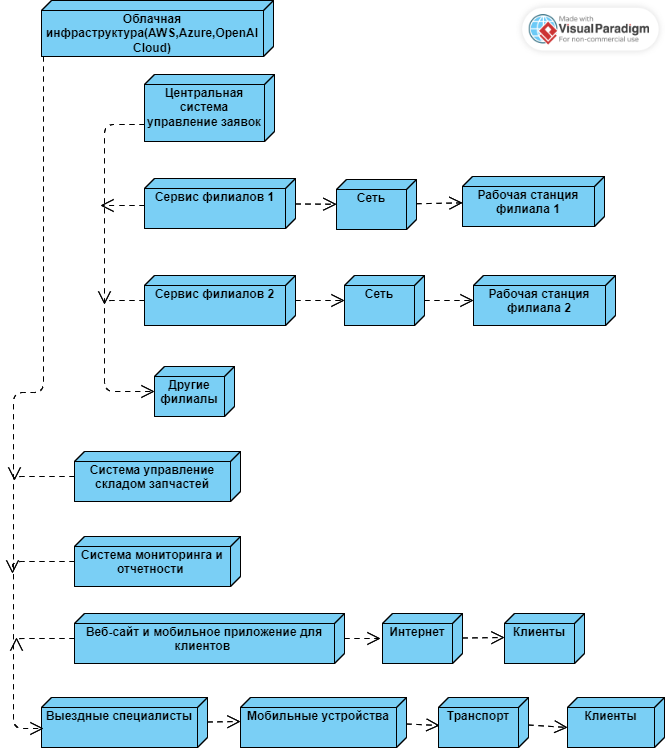 Облачная
инфраструктура(AWS,Azure,OpenAI
Cloud)
Made with
VisualParadigm
For non-commercial use
Центральная
система
управление заявок
Сервис филиалов 1
Сеть
Рабочая станция
филиала 1
Сервис филиалов 2
Сеть
Рабочая станция
филиала 2
Другие
филиалы
Система управление
складом запчастей
Система мониторинга и
отчетности
Веб-сайт и мобильное приложение для
клиентов
Интернет
Клиенты
Выездные специалисты
Мобильные устройства
Транспорт
Клиенты